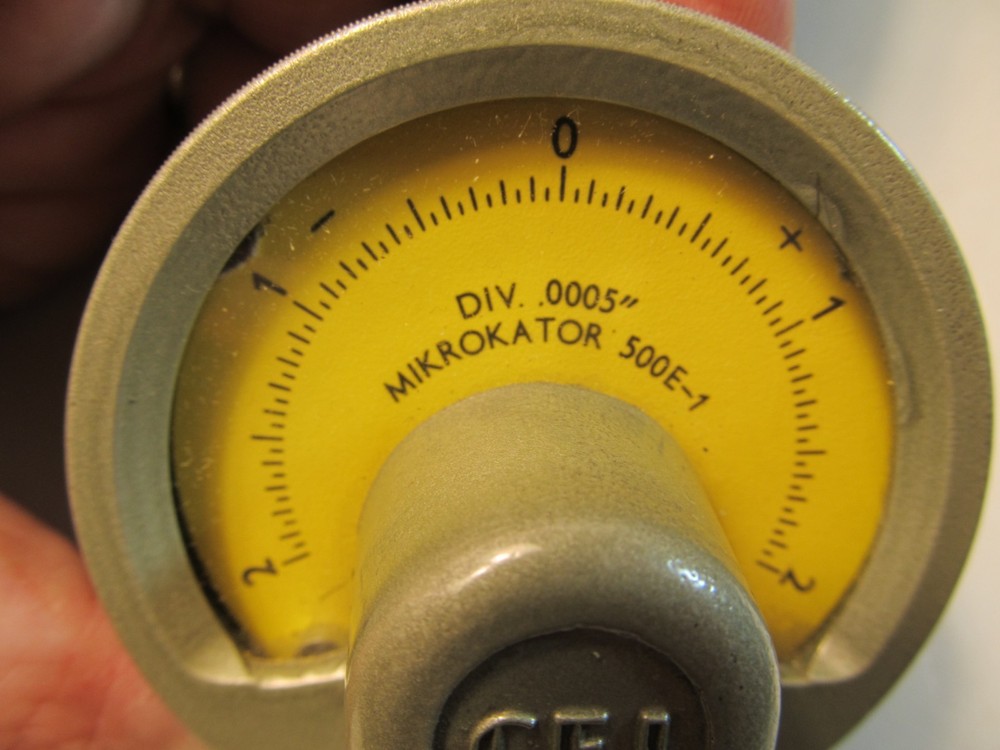 0
- +
1 1
DIV. .0005"
MIKROKATOR 500E-1
2 2